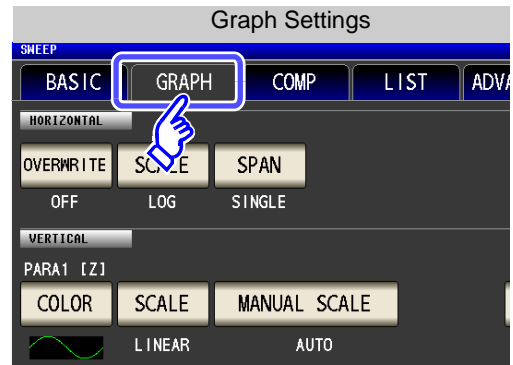 Graph Settings
SWEEP
BASIC GRAPH COMP LIST
HORIZONTAL
OVERWRITE SCALE SPAN
OFF LOG SINGLE
VERTICAL
PARA1 [Z]
COLOR SCALE MANUAL SCALE
LINEAR AUTO